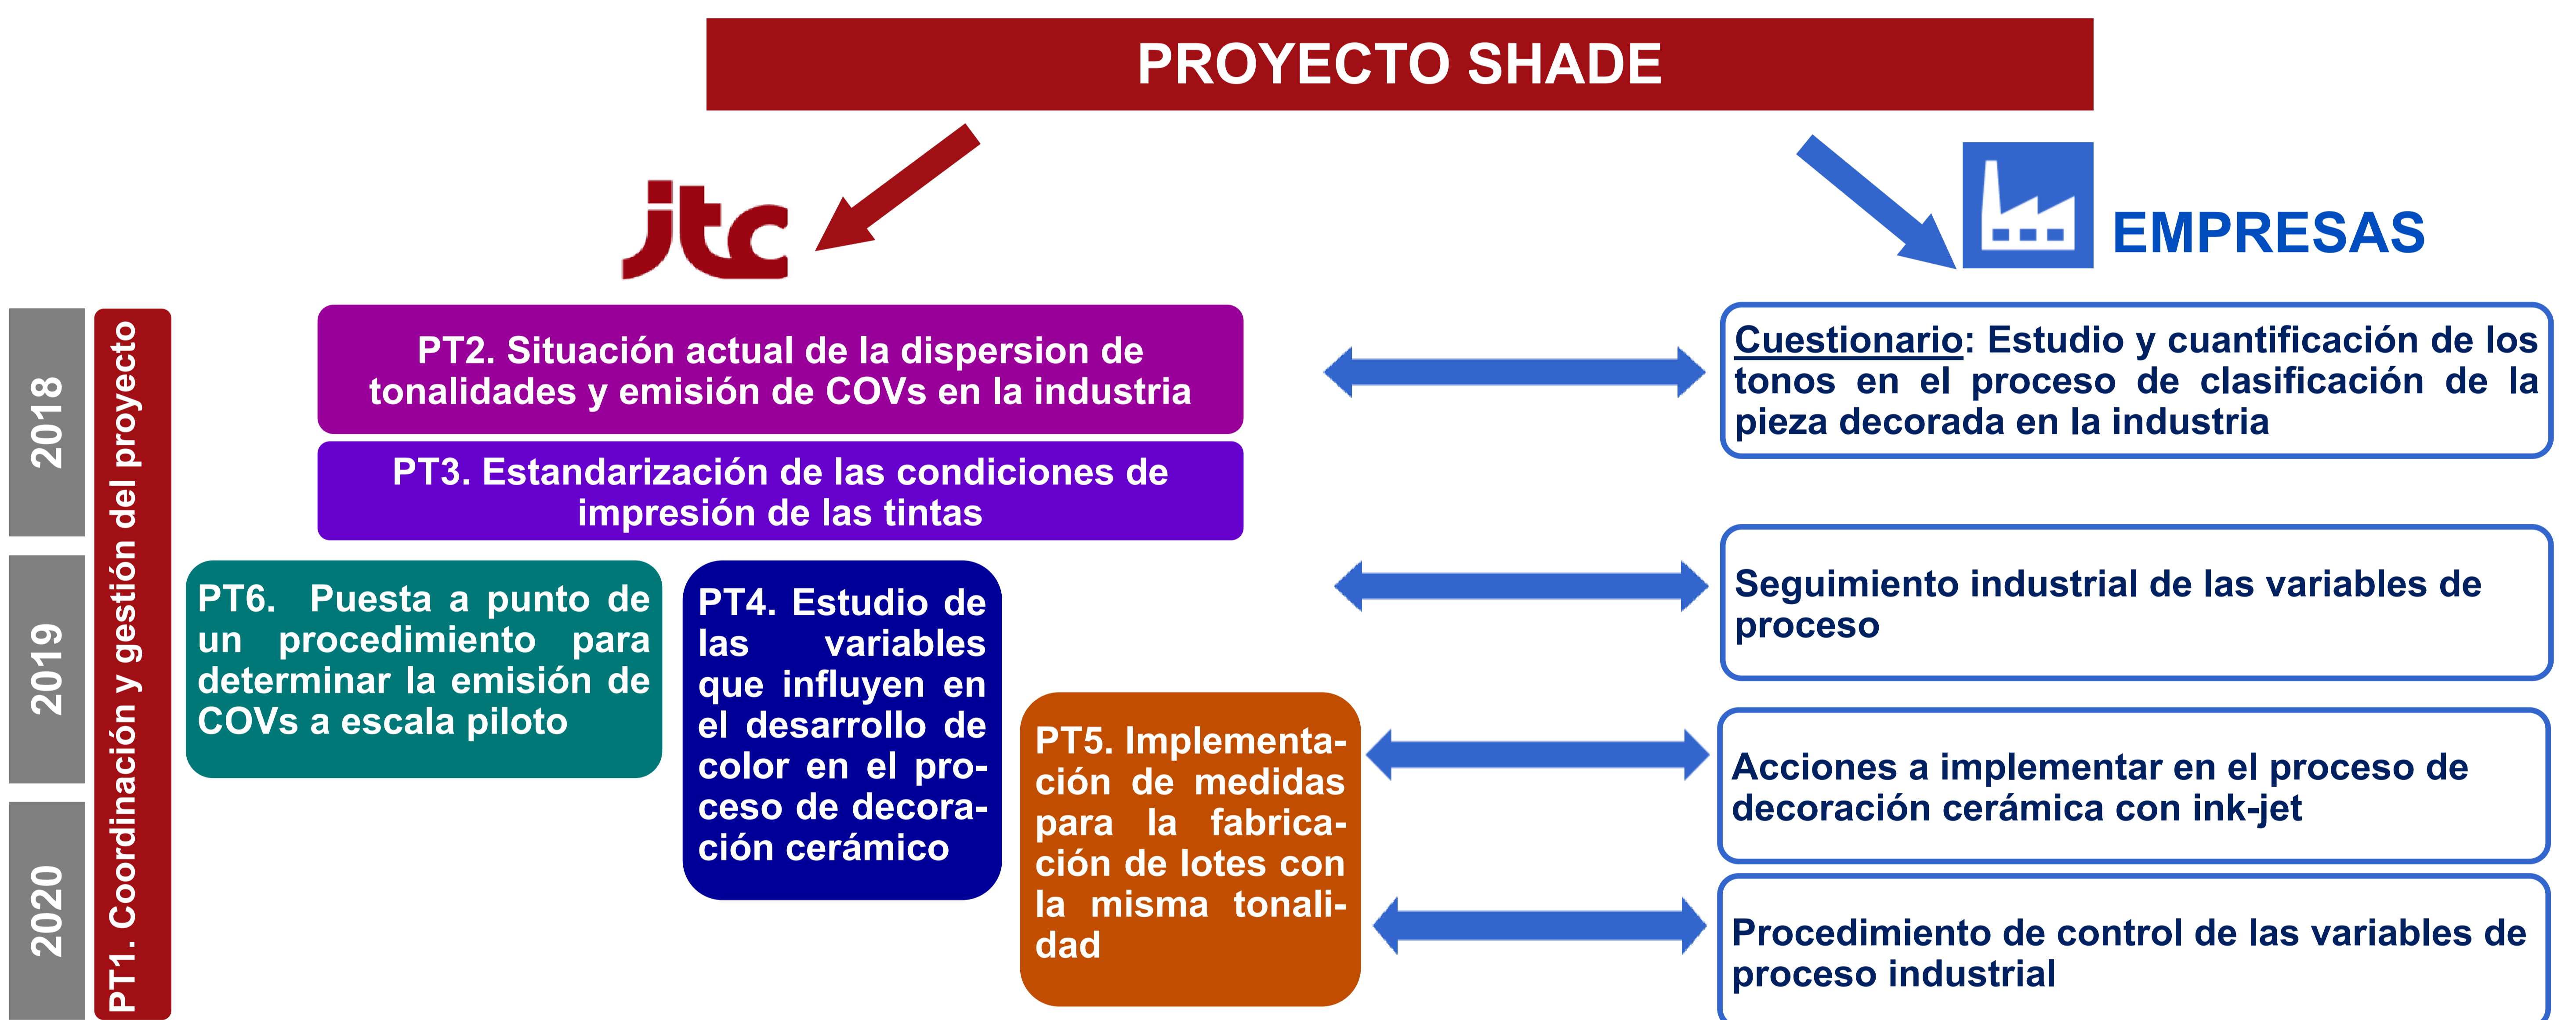 PROYECTO SHADE
jtc
EMPRESAS
2018
2019
2020
PT1. Coordinación y gestión del proyecto
PT2. Situación actual de la dispersion de
tonalidades y emisión de COVs en la industria
PT3. Estandarización de las condiciones de
impresión de las tintas
PT6. Puesta a punto de
un procedimiento para
determinar la emisión de
COVs a escala piloto
PT4. Estudio de
las variables
que influyen en
el desarrollo de
color en el pro-
ceso de decora-
ción cerámico
PT5. Implementa-
ción de medidas
para la fabrica-
ción de lotes con
la misma tonali-
dad
Cuestionario: Estudio y cuantificación de los
tonos en el proceso de clasificación de la
pieza decorada en la industria
Seguimiento industrial de las variables de
proceso
Acciones a implementar en el proceso de
decoración cerámica con ink-jet
Procedimiento de control de las variables de
proceso industrial